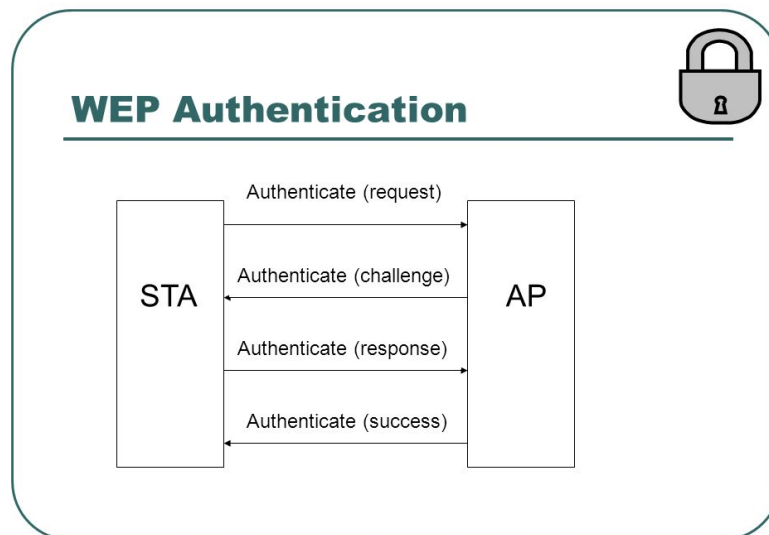 WEP Authentication
Authenticate (request)
Authenticate (challenge)
STA
AP
Authenticate (response)
Authenticate (success)